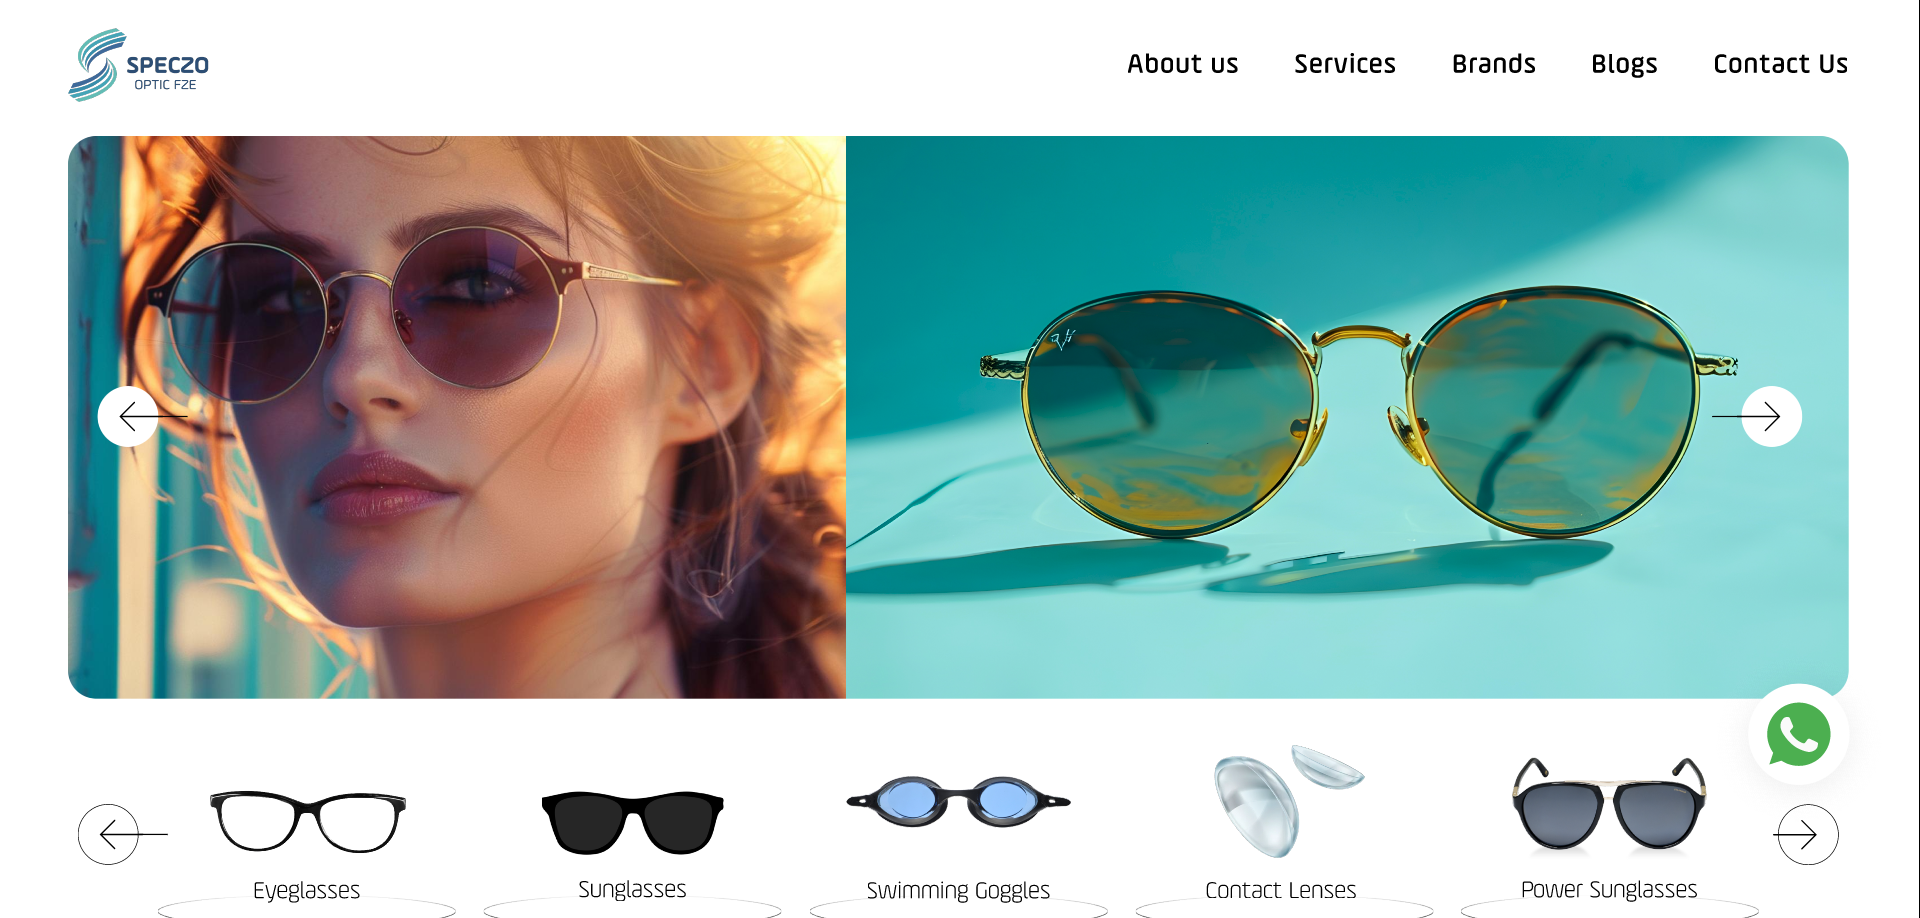 SPECZO
OPTIC FZE
About us
Services
Brands
Blogs
Contact Us
Eyeglasses
Sunglasses
Swimming Goggles
Contact Lenses
Power Sunglasses